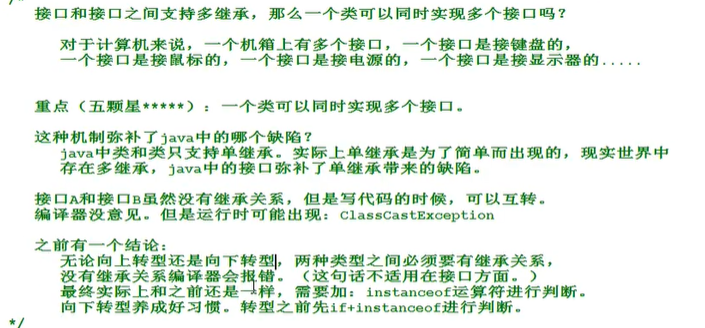 /*
接口和接口之间支持多继承，那么一个类可以同时实现多个接口吗？
对于计算机来说，一个机箱上有多个接口，一个接口是接键盘的，
一个接口是接鼠标的，一个接口是接电源的，一个接口是接显示器的.....
重点（五颗星*****）：一个类可以同时实现多个接口。
这种机制弥补了java中的哪个缺陷？
java中类和类只支持单继承。实际上单继承是为了简单而出现的，现实世界中
存在多继承，java中的接口弥补了单继承带来的缺陷。
接口A和接口B虽然没有继承关系，但是写代码的时候，可以互转。
编译器没意见。但是运行时可能出现：ClassCastException
之前有一个结论：
无论向上转型还是向下转型，两种类型之间必须要有继承关系，
没有继承关系编译器会报错。（这句话不适用在接口方面。）
最终实际上和之前还是一样，需要加：instanceof运算符进行判断。
向下转型养成好习惯。转型之前先if+instanceof进行判断。
*/